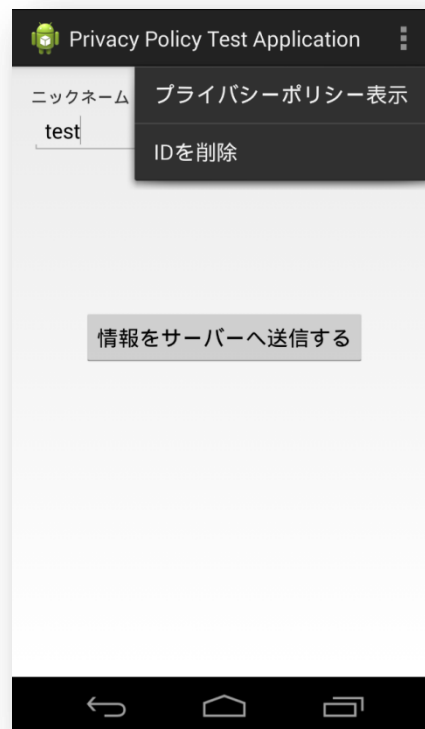 Privacy Policy Test Application
ニックネーム
プライバシーポリシー表示
test
IDを削除
情報をサーバーへ送信する